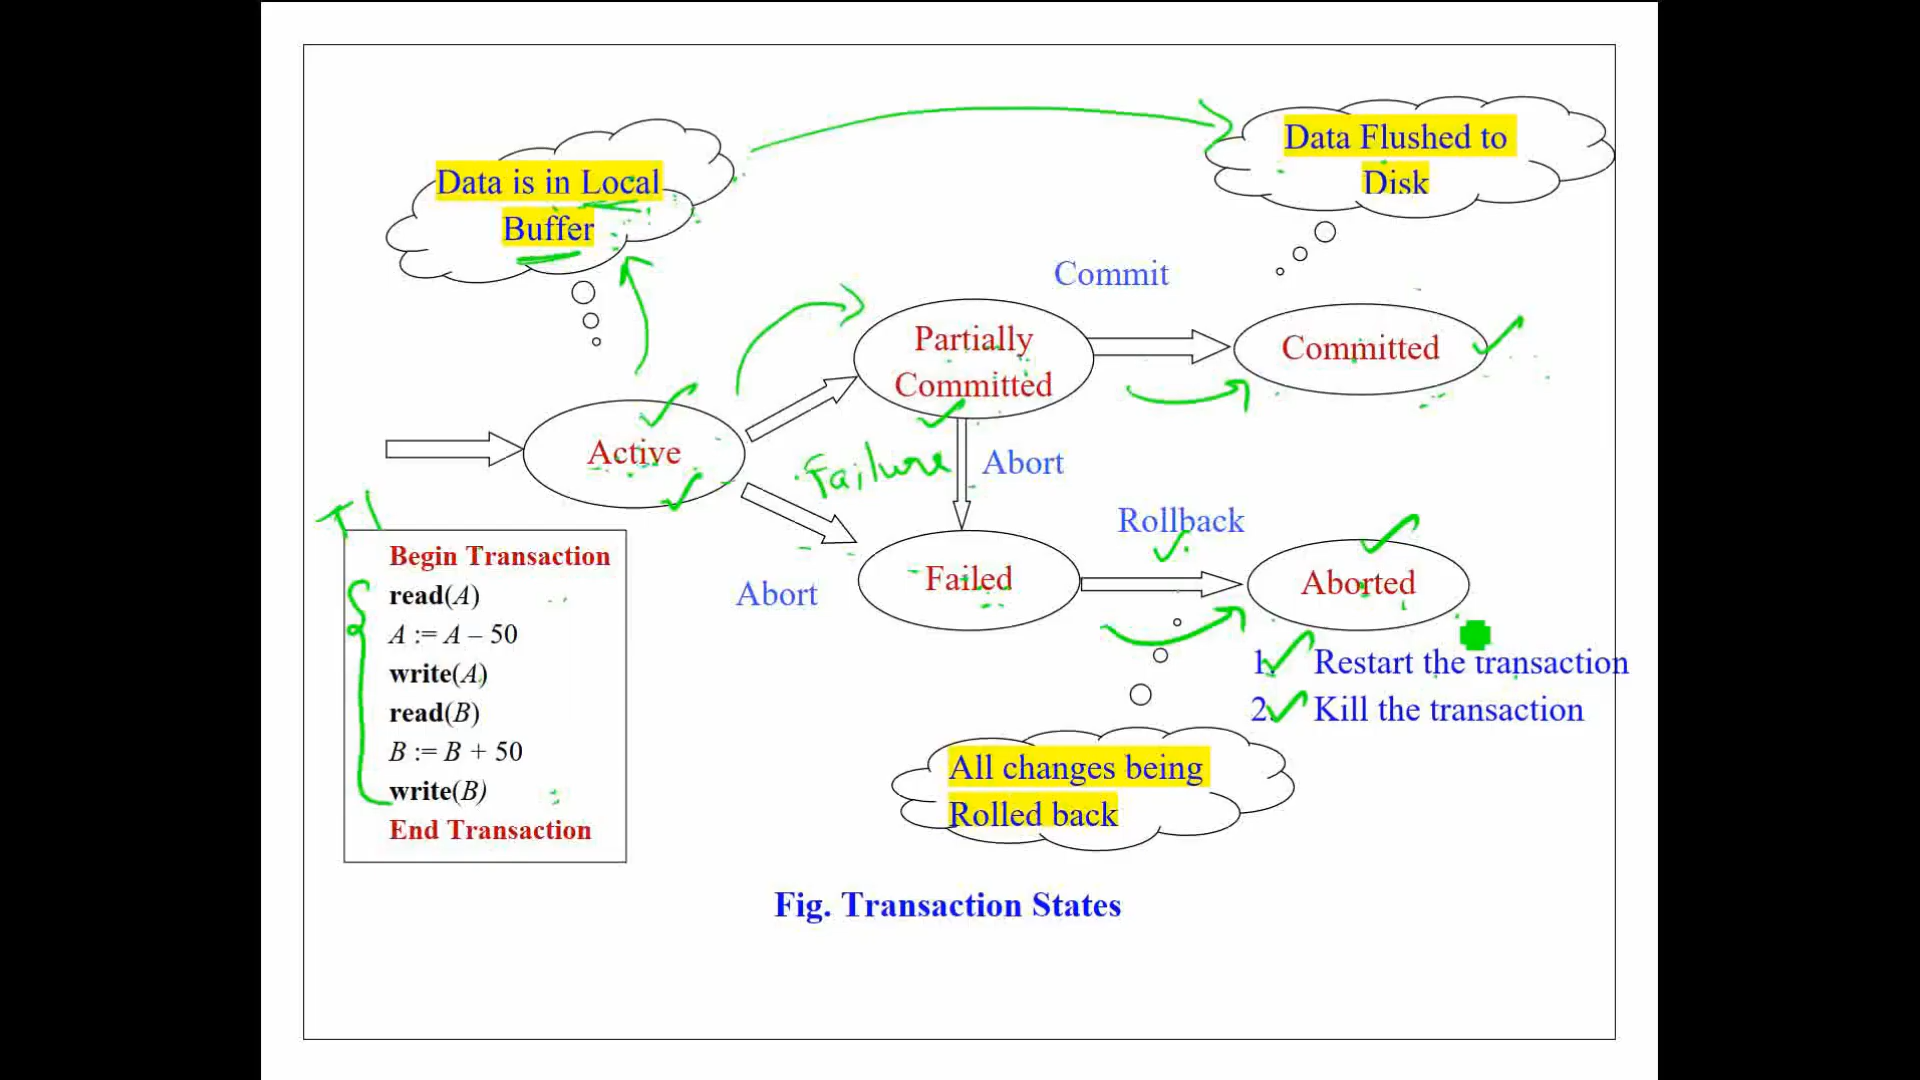 Data is in Local
Buffer
Data Flushed to
Disk
Commit
Partially
Committed
Committed
Active
Failure
Abort
Rollback
T1
Abort
Failed
Aborted
Begin Transaction
read(A)
A := A – 50
write(A)
read(B)
B := B + 50
write(B)
End Transaction
1. Restart the transaction
2. Kill the transaction
All changes being
Rolled back
Fig. Transaction States